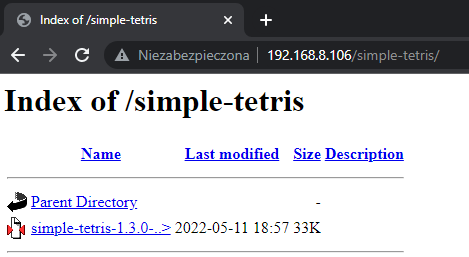 Index of /simple-tetris
Niezabezpieczona 192.168.8.106/simple-tetris/
Index of /simple-tetris
Name Last modified Size Description
Parent Directory -
simple-tetris-1.3.0-..> 2022-05-11 18:57 33K